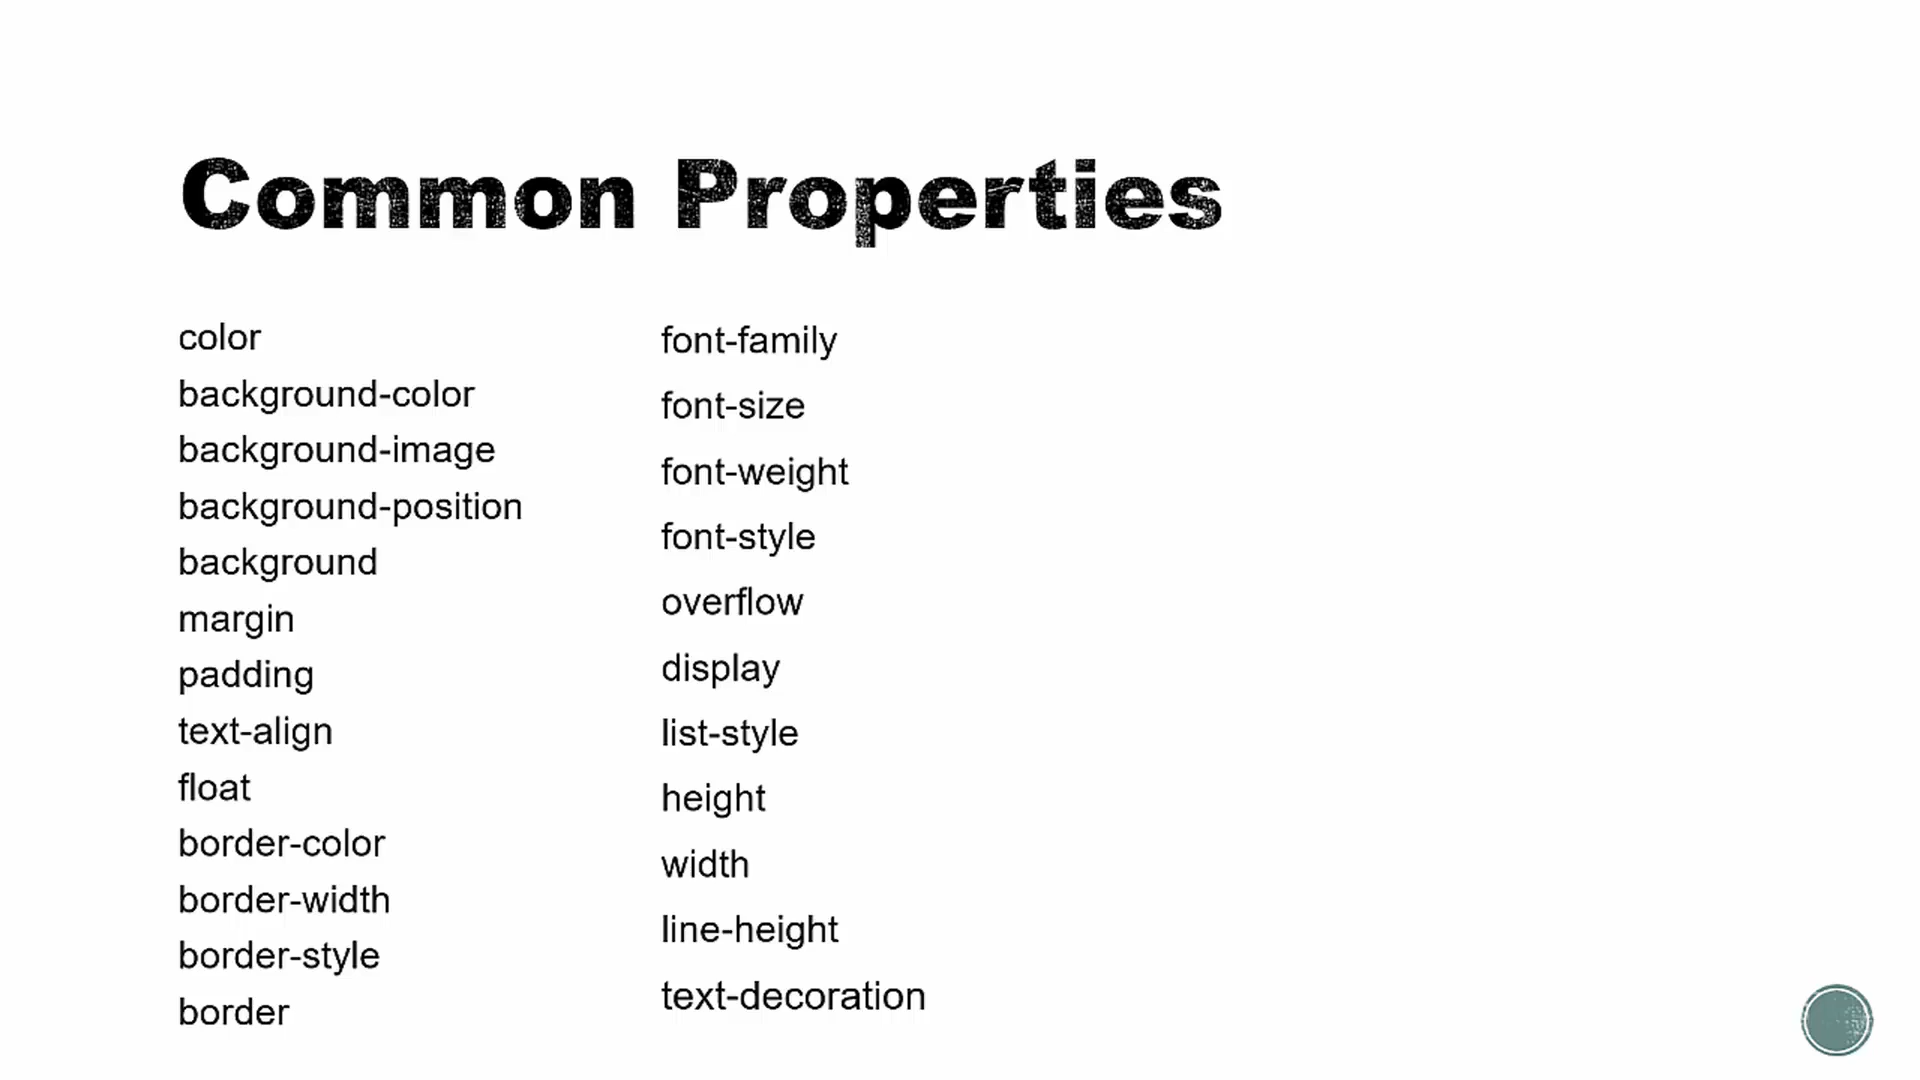 Common Properties
color
background-color
background-image
background-position
background
margin
padding
text-align
float
border-color
border-width
border-style
border
font-family
font-size
font-weight
font-style
overflow
display
list-style
height
width
line-height
text-decoration